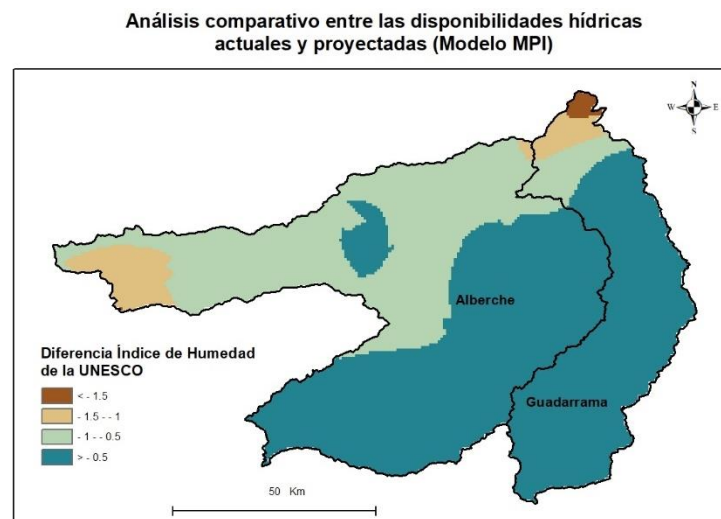 Análisis comparativo entre las disponibilidades hídricas
actuales y proyectadas (Modelo MPI)
N
W E
S
Alberche
Guadarrama
Diferencia Índice de Humedad
de la UNESCO
< - 1.5
- 1.5 - - 1
- 1 - - 0.5
> - 0.5
50 Km